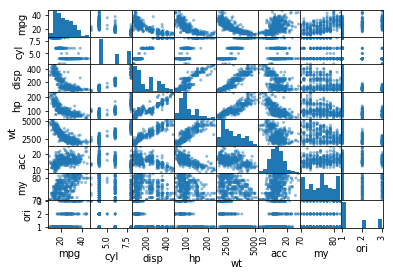 mpg 40 20
cyl 7.5 5.0
disp 400 200
hp 200 100
wt 5000 2500
acc 20 10
my 80 70
ori 3 2 1
20 40 5.0 7.5 200 400 100 200 2500 5000 10 20 70 80 1 2 3
mpg cyl disp hp wt acc my ori